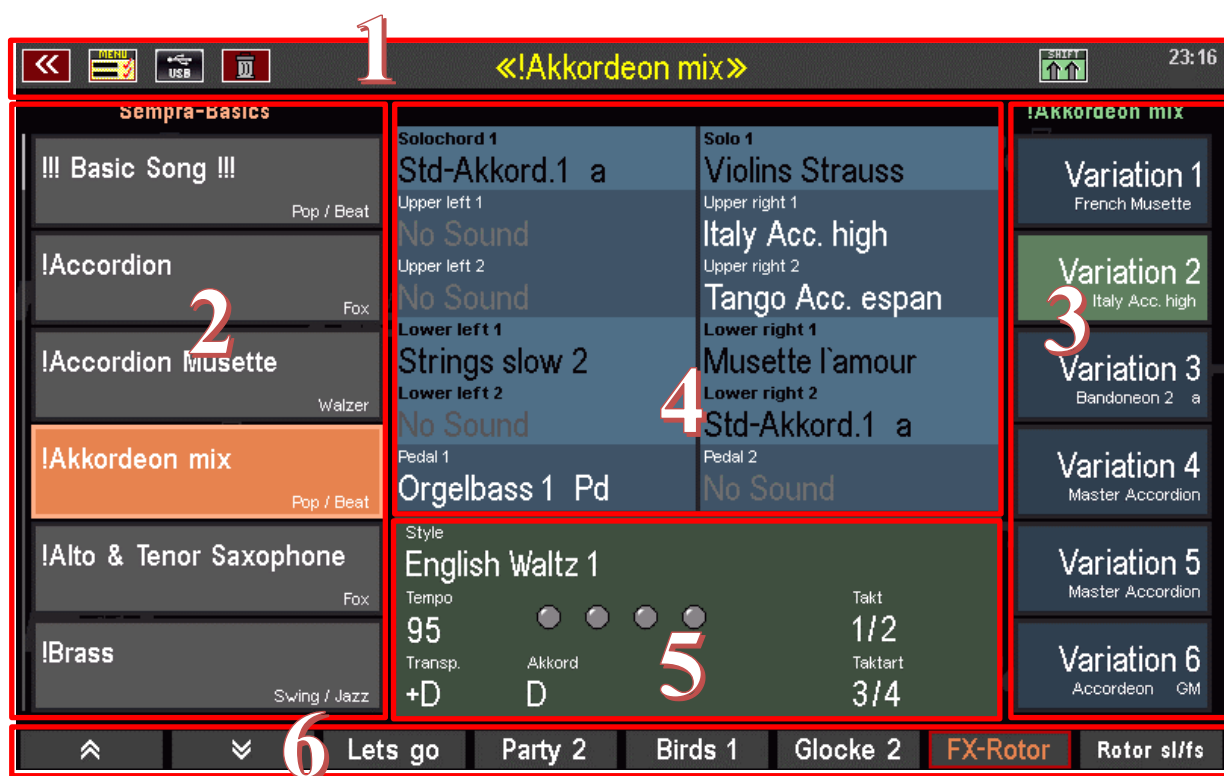 1
MENU
USB
«!Akkordeon mix»
SHIFT
23:16
Sempra-Basics
!!! Basic Song !!!
Pop / Beat
!Accordion
Fox
2
!Accordion Musette
Walzer
!Akkordeon mix
Pop / Beat
!Alto & Tenor Saxophone
Fox
!Brass
Swing / Jazz
Solochord 1
Std-Akkord.1 a
Solo 1
Violins Strauss
Upper left 1
No Sound
Upper right 1
Italy Acc. high
Upper left 2
No Sound
Upper right 2
Tango Acc. espan
Lower left 1
Strings slow 2
Lower right 1
Musette l`amour
Lower left 2
No Sound
4
Lower right 2
Std-Akkord.1 a
Pedal 1
Orgelbass 1 Pd
Pedal 2
No Sound
Style
English Waltz 1
Tempo
95
Takt
1/2
5
Transp.
+D
Akkord
D
Taktart
3/4
!Akkordeon mix
Variation 1
French Musette
Variation 2
Italy Acc. high
3
Variation 3
Bandoneon 2 a
Variation 4
Master Accordion
Variation 5
Master Accordion
Variation 6
Accordeon GM
6
Lets go
Party 2
Birds 1
Glocke 2
FX-Rotor
Rotor sl/fs